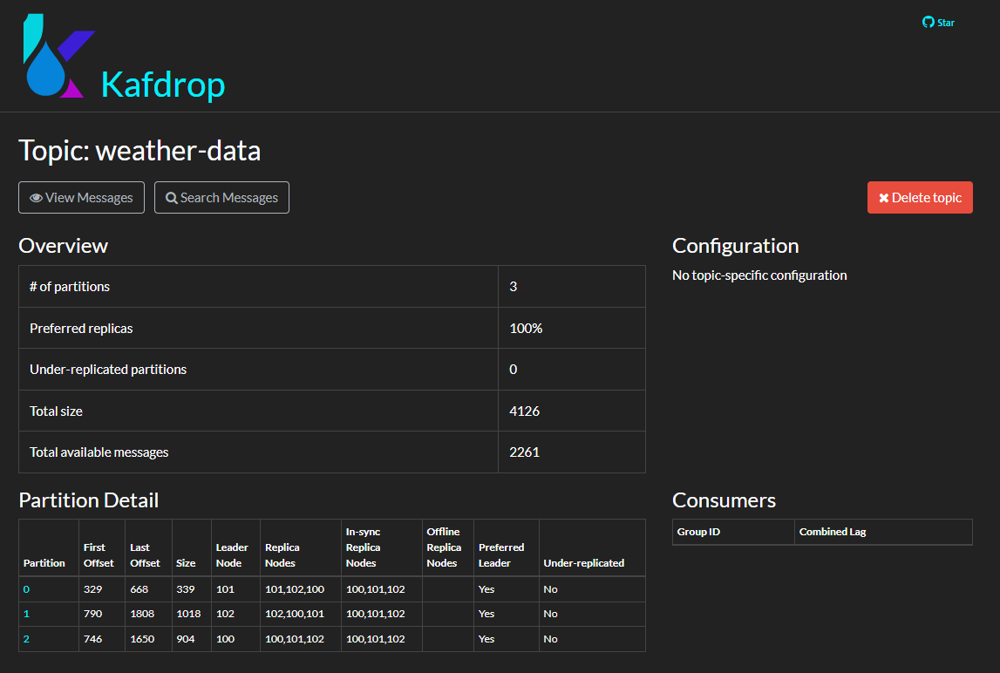 Star
Kafdrop
Topic: weather-data
View Messages Search Messages Delete topic
Overview
# of partitions 3
Preferred replicas 100%
Under-replicated partitions 0
Total size 4126
Total available messages 2261
Configuration
No topic-specific configuration
Partition Detail
Partition First Offset Last Offset Size Leader Node Replica Nodes In-sync Replica Nodes Offline Replica Nodes Preferred Leader Under-replicated
0 329 668 339 101 101,102,100 100,101,102 Yes No
1 790 1808 1018 102 102,100,101 100,101,102 Yes No
2 746 1650 904 100 100,101,102 100,101,102 Yes No
Consumers
Group ID Combined Lag